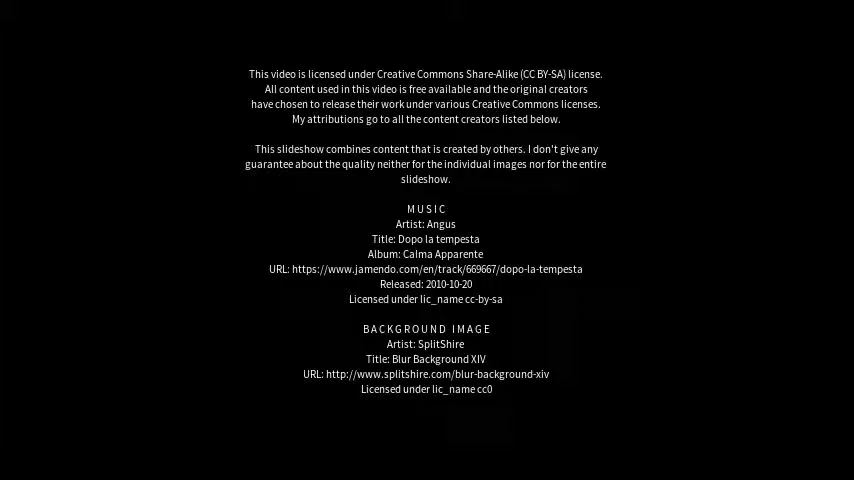 This video is licensed under Creative Commons Share-Alike (CC BY-SA) license.
All content used in this video is free available and the original creators
have chosen to release their work under various Creative Commons licenses.
My attributions go to all the content creators listed below.
This slideshow combines content that is created by others. I don't give any
guarantee about the quality neither for the individual images nor for the entire
slideshow.
MUSIC
Artist: Angus
Title: Dopo la tempesta
Album: Calma Apparente
URL: https://www.jamendo.com/en/track/669667/dopo-la-tempesta
Released: 2010-10-20
Licensed under lic_name cc-by-sa
BACKGROUND IMAGE
Artist: SplitShire
Title: Blur Background XIV
URL: http://www.splitshire.com/blur-background-xiv
Licensed under lic_name cc0